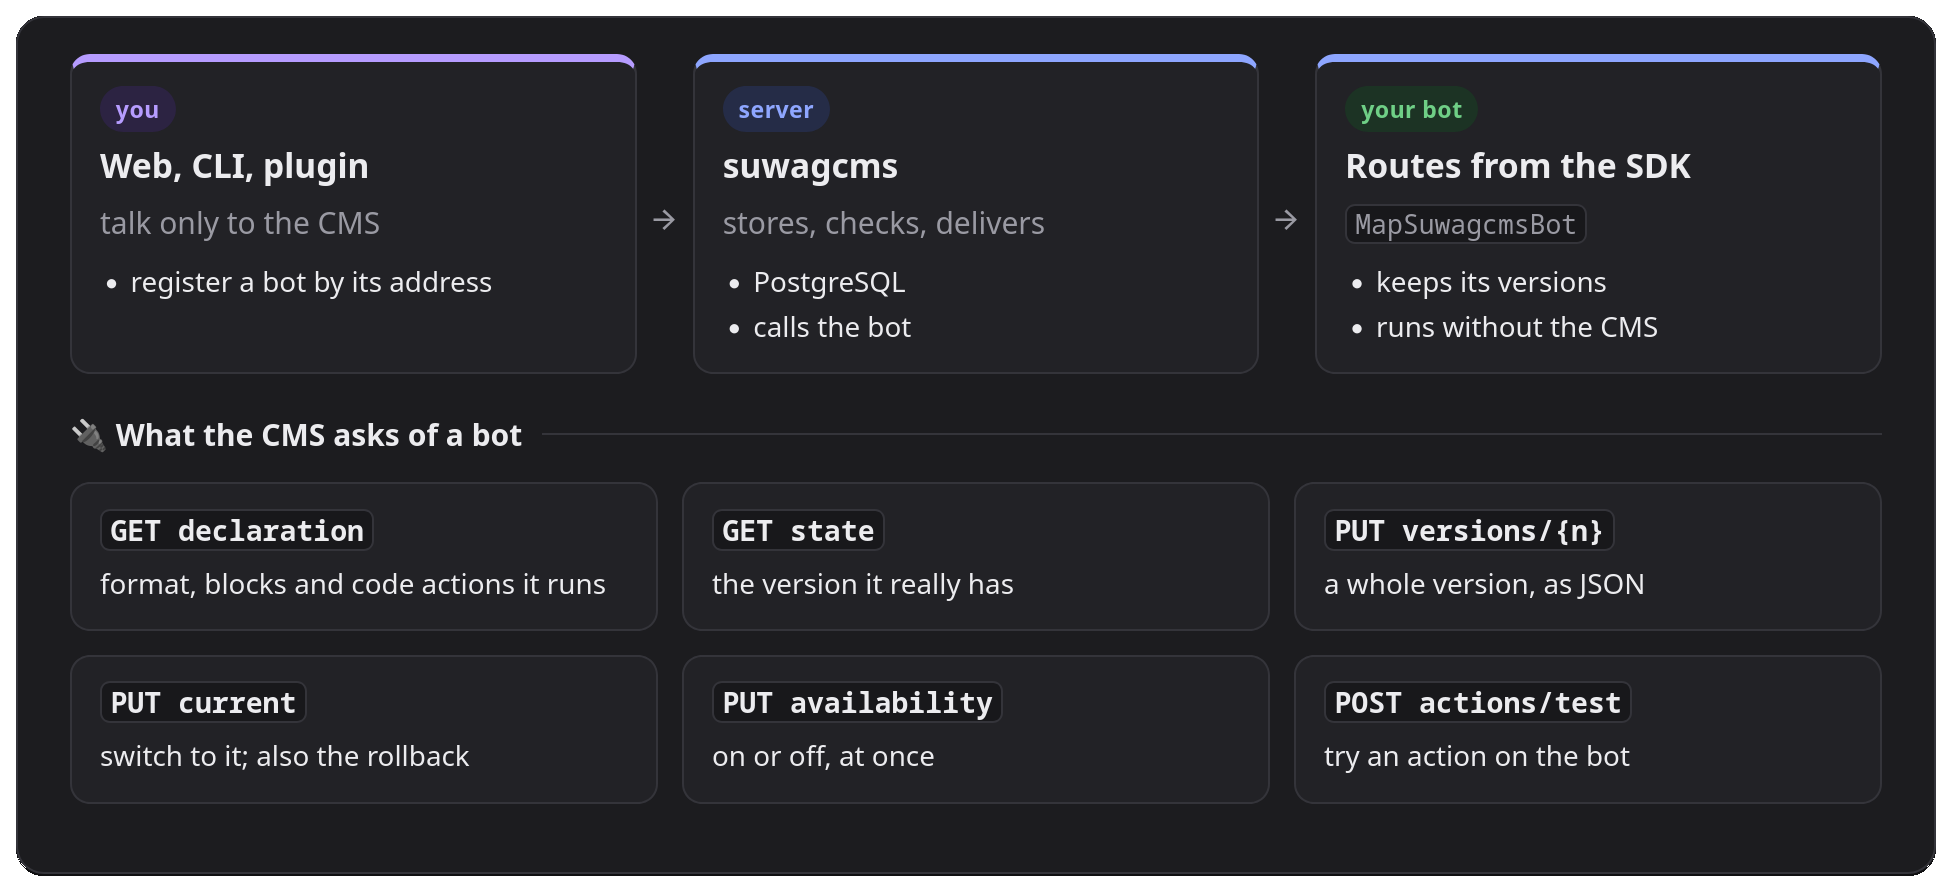 you
Web, CLI, plugin
talk only to the CMS
• register a bot by its address
→
server
suwagcms
stores, checks, delivers
• PostgreSQL
• calls the bot
→
your bot
Routes from the SDK
MapSuwagcmsBot
• keeps its versions
• runs without the CMS
🔌 What the CMS asks of a bot
GET declaration
format, blocks and code actions it runs
GET state
the version it really has
PUT versions/{n}
a whole version, as JSON
PUT current
switch to it; also the rollback
PUT availability
on or off, at once
POST actions/test
try an action on the bot